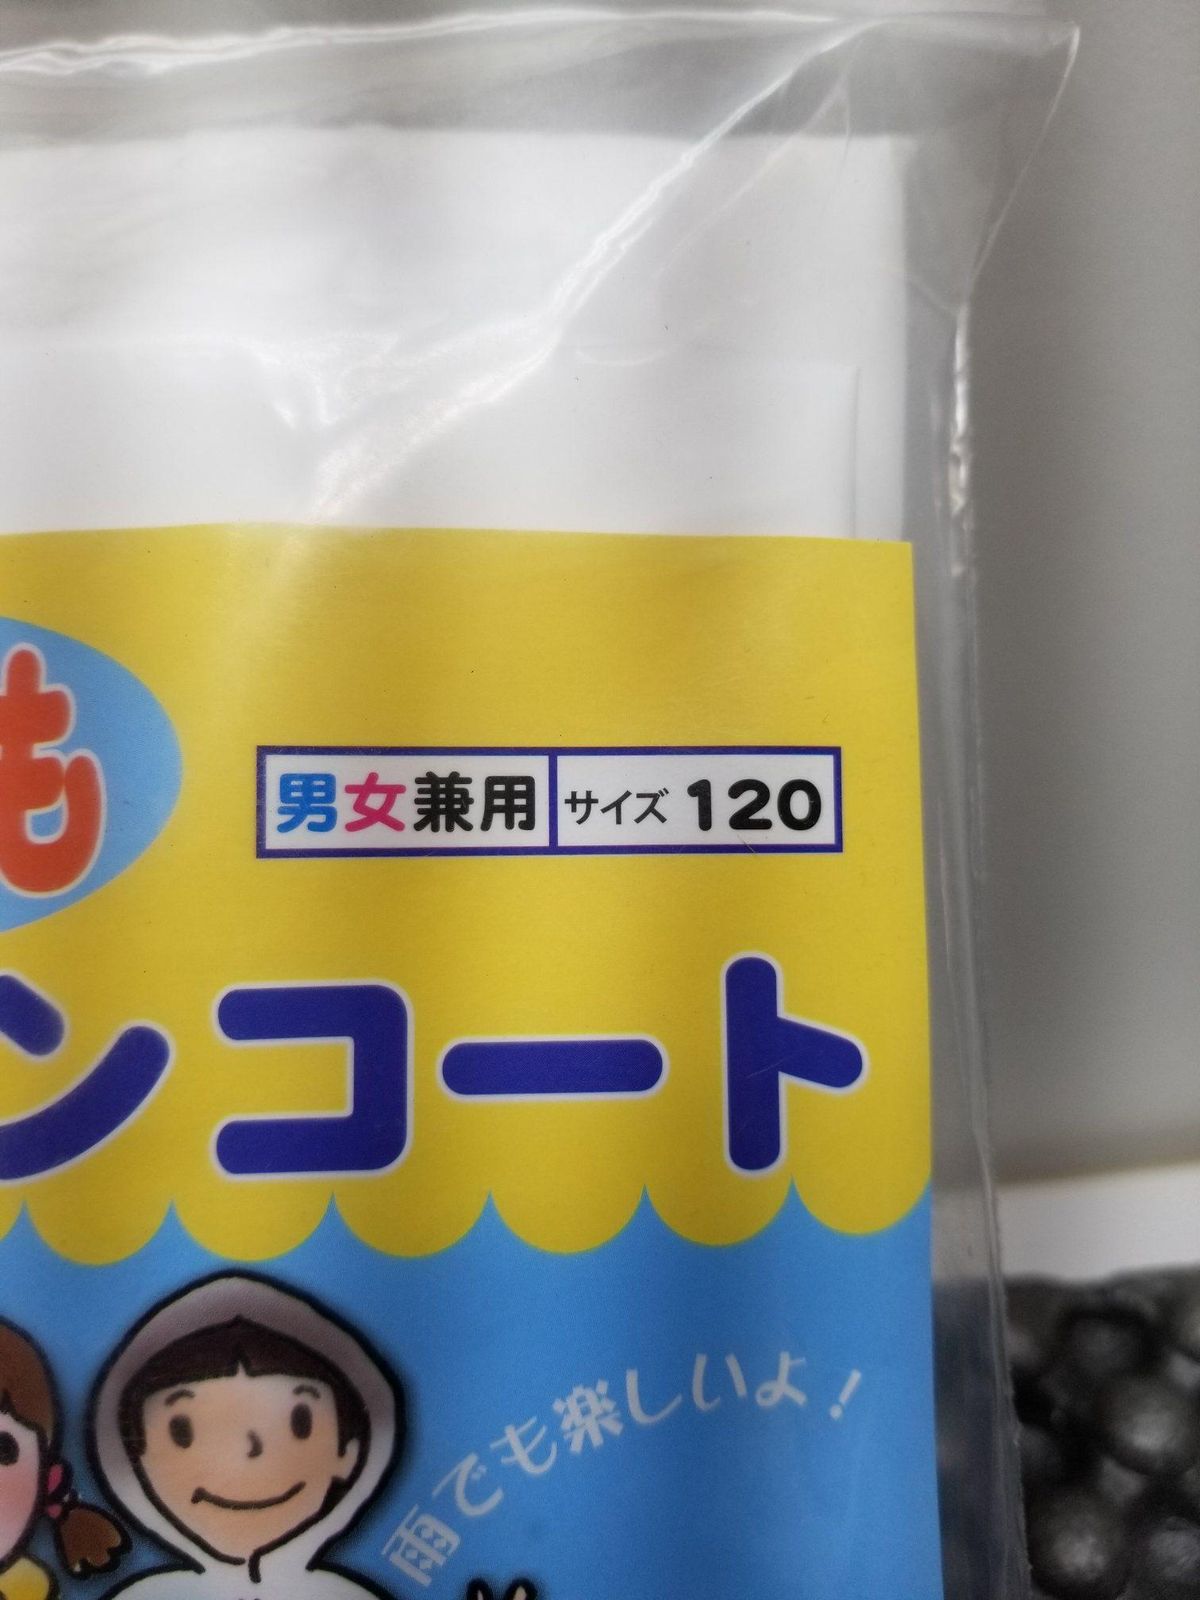 も
男女兼用 サイズ 120
ンコート
雨でも楽しいよ!